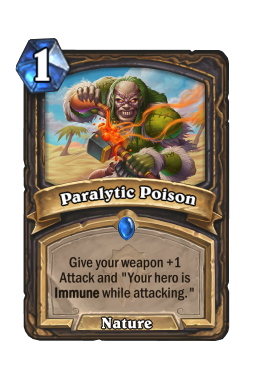 1
Paralytic Poison
Give your weapon +1
Attack and "Your hero is
Immune while attacking."
Nature